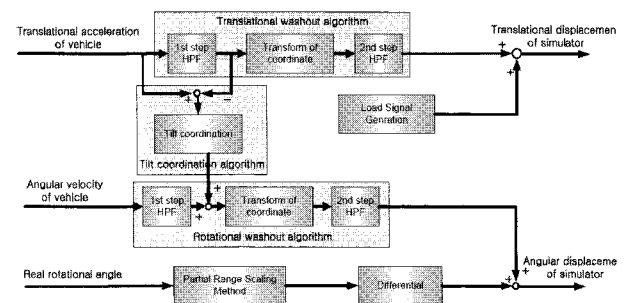 Translational washout algorithm
Translational acceleration
of vehicle
1st step
HPF
Transform of
coordinate
2nd step
HPF
Translational displacemen
of simulator
+
+
+
−
Load Signal
Genration
Tilt coordination
Tilt coordination algorithm
Angular velocity
of vehicle
1st step
HPF
+
+
Transform of
coordinate
2nd step
HPF
Rotational washout algorithm
Angular displaceme
of simulator
+
+
Real rotational angle
Partial Range Scaling
Method
Differential